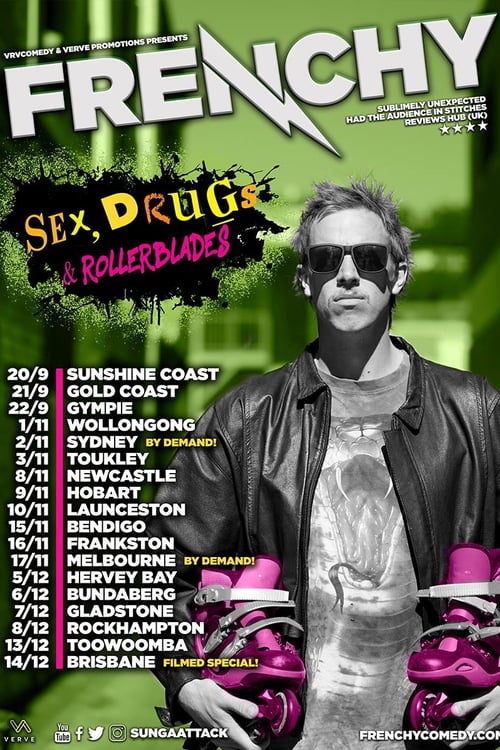 VRVCOMEDY & VERVE PROMOTIONS PRESENTS
FRENCHY
SUBLIMELY UNEXPECTED
HAD THE AUDIENCE IN STITCHES
REVIEWS HUB (UK)
★★★★
SEx, DRUGs
& ROLLERBLADES
20/9 SUNSHINE COAST
21/9 GOLD COAST
22/9 GYMPIE
1/11 WOLLONGONG
2/11 SYDNEY BY DEMAND!
3/11 TOUKLEY
8/11 NEWCASTLE
9/11 HOBART
10/11 LAUNCESTON
15/11 BENDIGO
16/11 FRANKSTON
17/11 MELBOURNE BY DEMAND!
5/12 HERVEY BAY
6/12 BUNDABERG
7/12 GLADSTONE
8/12 ROCKHAMPTON
13/12 TOOWOOMBA
14/12 BRISBANE FILMED SPECIAL!
VERVE
You Tube
SUNGAATTACK
FRENCHYCOMEDY.CO